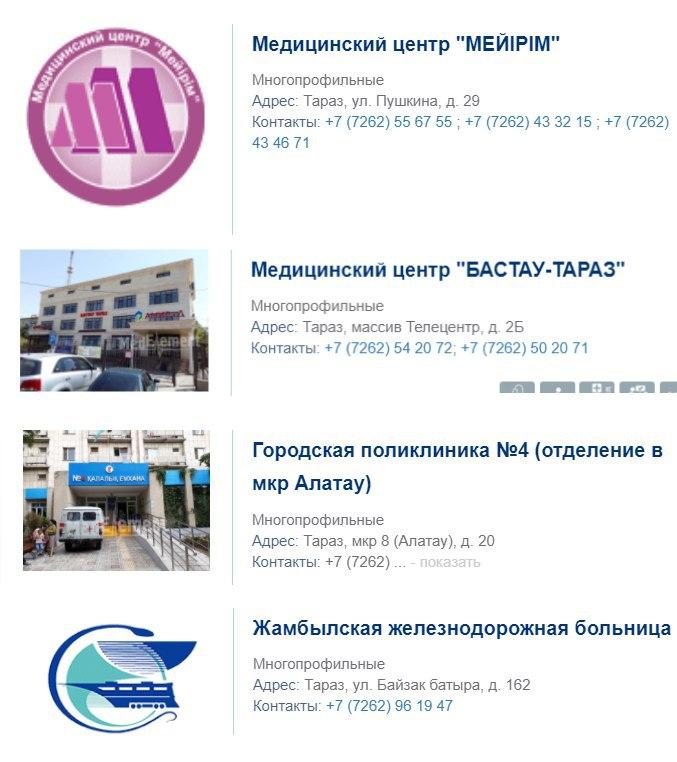 Медицинский центр "Мейірім"
Медицинский центр "МЕЙІРІМ"
Многопрофильные
Адрес: Тараз, ул. Пушкина, д. 29
Контакты: +7 (7262) 55 67 55 ; +7 (7262) 43 32 15 ; +7 (7262)
43 46 71
БАСТАУ ТАРАЗ
Медицинский центр "БАСТАУ-ТАРАЗ"
Многопрофильные
Адрес: Тараз, массив Телецентр, д. 2Б
Контакты: +7 (7262) 54 20 72; +7 (7262) 50 20 71
ҚАЛАЛЫҚ ЕМХАНА
Городская поликлиника №4 (отделение в
мкр Алатау)
Многопрофильные
Адрес: Тараз, мкр 8 (Алатау), д. 20
Контакты: +7 (7262) ... - показать
Жамбылская железнодорожная больница
Многопрофильные
Адрес: Тараз, ул. Байзак батыра, д. 162
Контакты: +7 (7262) 96 19 47